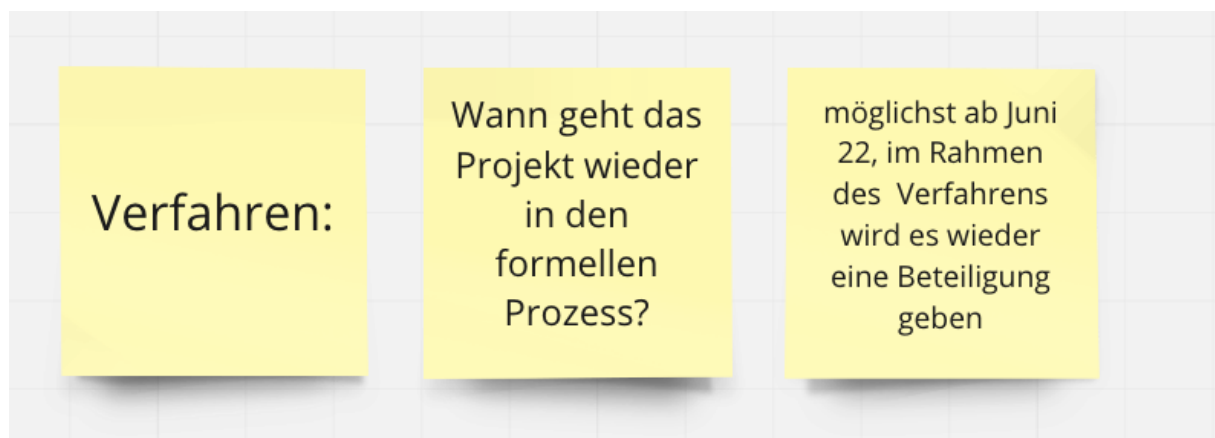 Verfahren:
Wann geht das
Projekt wieder
in den
formellen
Prozess?
möglichst ab Juni
22, im Rahmen
des  Verfahrens
wird es wieder
eine Beteiligung
geben